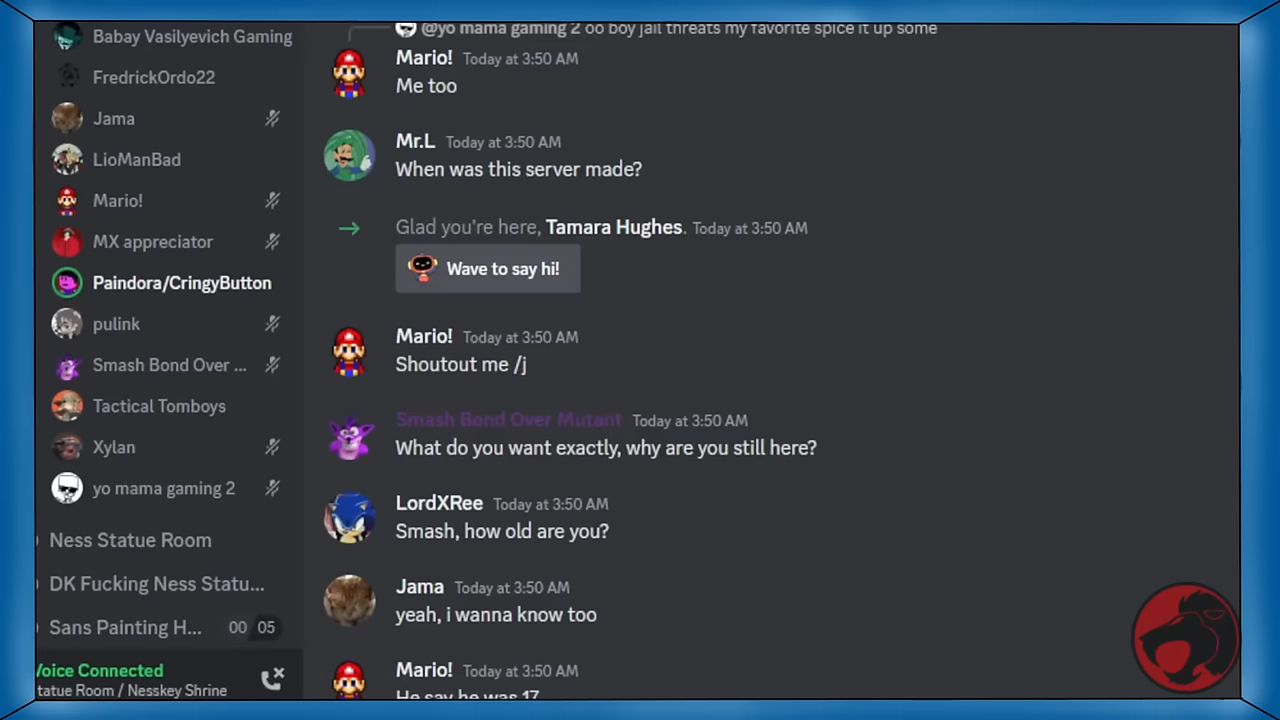 Babay Vasilyevich Gaming
FredrickOrdo22
Jama
LioManBad
Mario!
MX appreciator
Paindora/CringyButton
pulink
Smash Bond Over ...
Tactical Tomboys
Xylan
yo mama gaming 2
Ness Statue Room
DK Fucking Ness Statu...
Sans Painting H... 00 05
Voice Connected
tatue Room / Nesskey Shrine
@yo mama gaming 2 oo boy jail threats my favorite spice it up some
Mario! Today at 3:50 AM
Me too
Mr.L Today at 3:50 AM
When was this server made?
Glad you're here, Tamara Hughes. Today at 3:50 AM
Wave to say hi!
Mario! Today at 3:50 AM
Shoutout me /j
Smash Bond Over Mutant Today at 3:50 AM
What do you want exactly, why are you still here?
LordXRee Today at 3:50 AM
Smash, how old are you?
Jama Today at 3:50 AM
yeah, i wanna know too
Mario! Today at 3:50 AM
He say he was 17